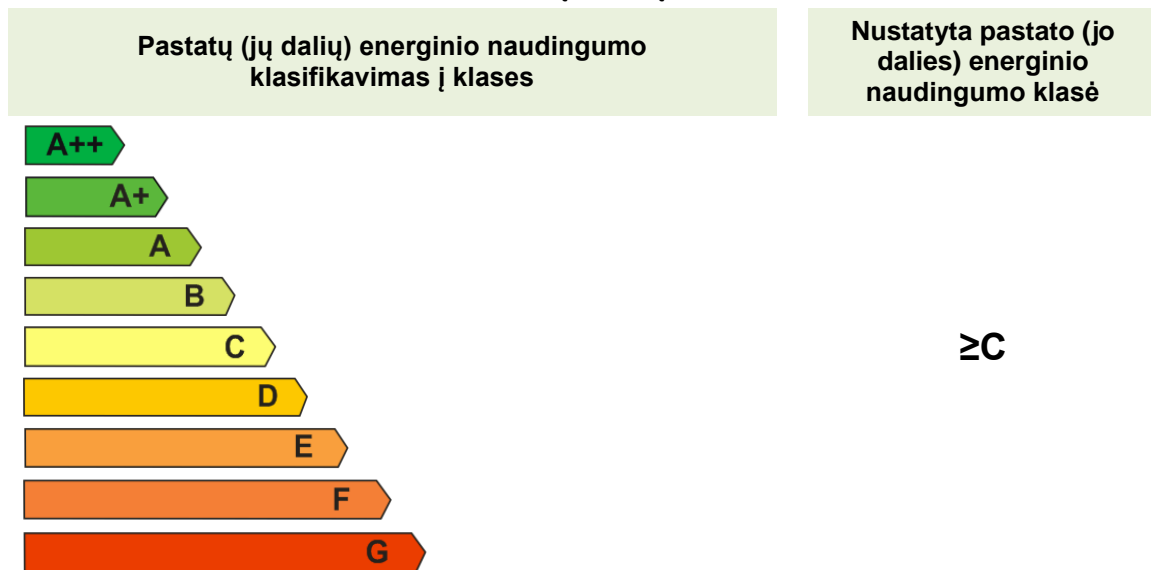 Pastatų (jų dalių) energinio naudingumo
klasifikavimas į klases
Nustatyta pastato (jo
dalies) energinio
naudingumo klasė
A++
A+
A
B
C
≥C
D
E
F
G